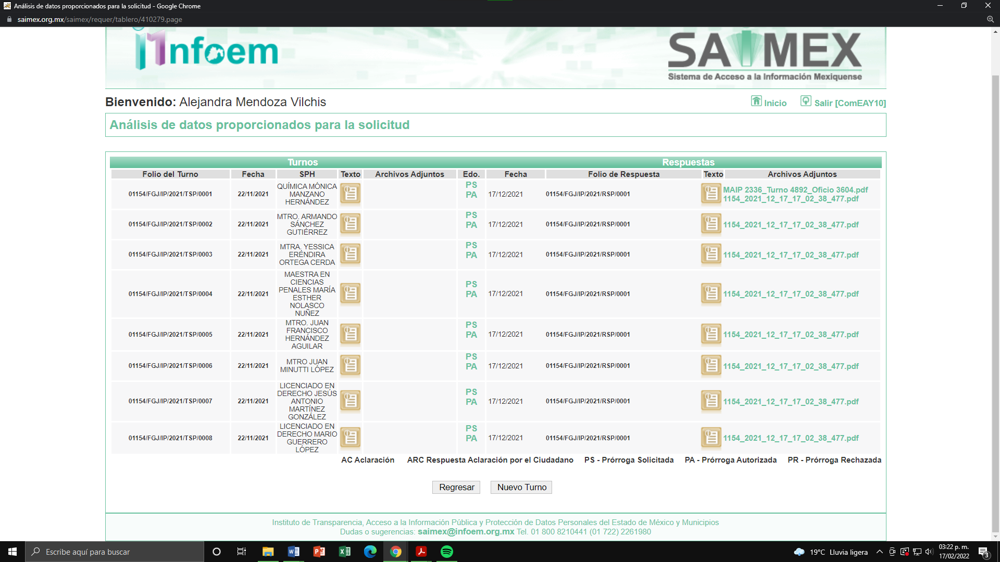 Análisis de datos proporcionados para la solicitud - Google Chrome
saimex.org.mx/saimex/requer/tablero/410279.page
infoem
SAIMEX
Sistema de Acceso a la Información Mexiquense
Bienvenido: Alejandra Mendoza Vilchis
Inicio Salir [ComEAY10]
Análisis de datos proporcionados para la solicitud
Turnos Respuestas
Folio del Turno Fecha SPH Texto Archivos Adjuntos Edo. Fecha Folio de Respuesta Texto Archivos Adjuntos
01154/FGJ/IP/2021/TSP/0001 22/11/2021 QUÍMICA MÓNICA MANZANO HERNÁNDEZ PS PA 17/12/2021 01154/FGJ/IP/2021/RSP/0001 MAIP 2336_Turno 4892_Oficio 3604.pdf
1154_2021_12_17_17_02_38_477.pdf
01154/FGJ/IP/2021/TSP/0002 22/11/2021 MTRO. ARMANDO SÁNCHEZ GUTIÉRREZ PS PA 17/12/2021 01154/FGJ/IP/2021/RSP/0001 1154_2021_12_17_17_02_38_477.pdf
01154/FGJ/IP/2021/TSP/0003 22/11/2021 MTRA. YESSICA ERÉNDIRA ORTEGA CERDA PS PA 17/12/2021 01154/FGJ/IP/2021/RSP/0001 1154_2021_12_17_17_02_38_477.pdf
01154/FGJ/IP/2021/TSP/0004 22/11/2021 MAESTRA EN CIENCIAS PENALES MARÍA ESTHER NOLASCO NUÑEZ PS PA 17/12/2021 01154/FGJ/IP/2021/RSP/0001 1154_2021_12_17_17_02_38_477.pdf
01154/FGJ/IP/2021/TSP/0005 22/11/2021 MTRO. JUAN FRANCISCO HERNÁNDEZ AGUILAR PS PA 17/12/2021 01154/FGJ/IP/2021/RSP/0001 1154_2021_12_17_17_02_38_477.pdf
01154/FGJ/IP/2021/TSP/0006 22/11/2021 MTRO JUAN MINUTTI LÓPEZ PS PA 17/12/2021 01154/FGJ/IP/2021/RSP/0001 1154_2021_12_17_17_02_38_477.pdf
01154/FGJ/IP/2021/TSP/0007 22/11/2021 LICENCIADO EN DERECHO JESÚS ANTONIO MARTÍNEZ GONZÁLEZ PS PA 17/12/2021 01154/FGJ/IP/2021/RSP/0001 1154_2021_12_17_17_02_38_477.pdf
01154/FGJ/IP/2021/TSP/0008 22/11/2021 LICENCIADO EN DERECHO MARIO GUERRERO LÓPEZ PS PA 17/12/2021 01154/FGJ/IP/2021/RSP/0001 1154_2021_12_17_17_02_38_477.pdf
AC Aclaración ARC Respuesta Aclaración por el Ciudadano PS - Prórroga Solicitada PA - Prórroga Autorizada PR - Prórroga Rechazada
Regresar Nuevo Turno
Instituto de Transparencia, Acceso a la Información Pública y Protección de Datos Personales del Estado de México y Municipios
Dudas o sugerencias: saimex@infoem.org.mx Tel. 01 800 8210441 (01 722) 2261980
Escribe aquí para buscar
19°C Lluvia ligera
03:22 p. m.
17/02/2022
3